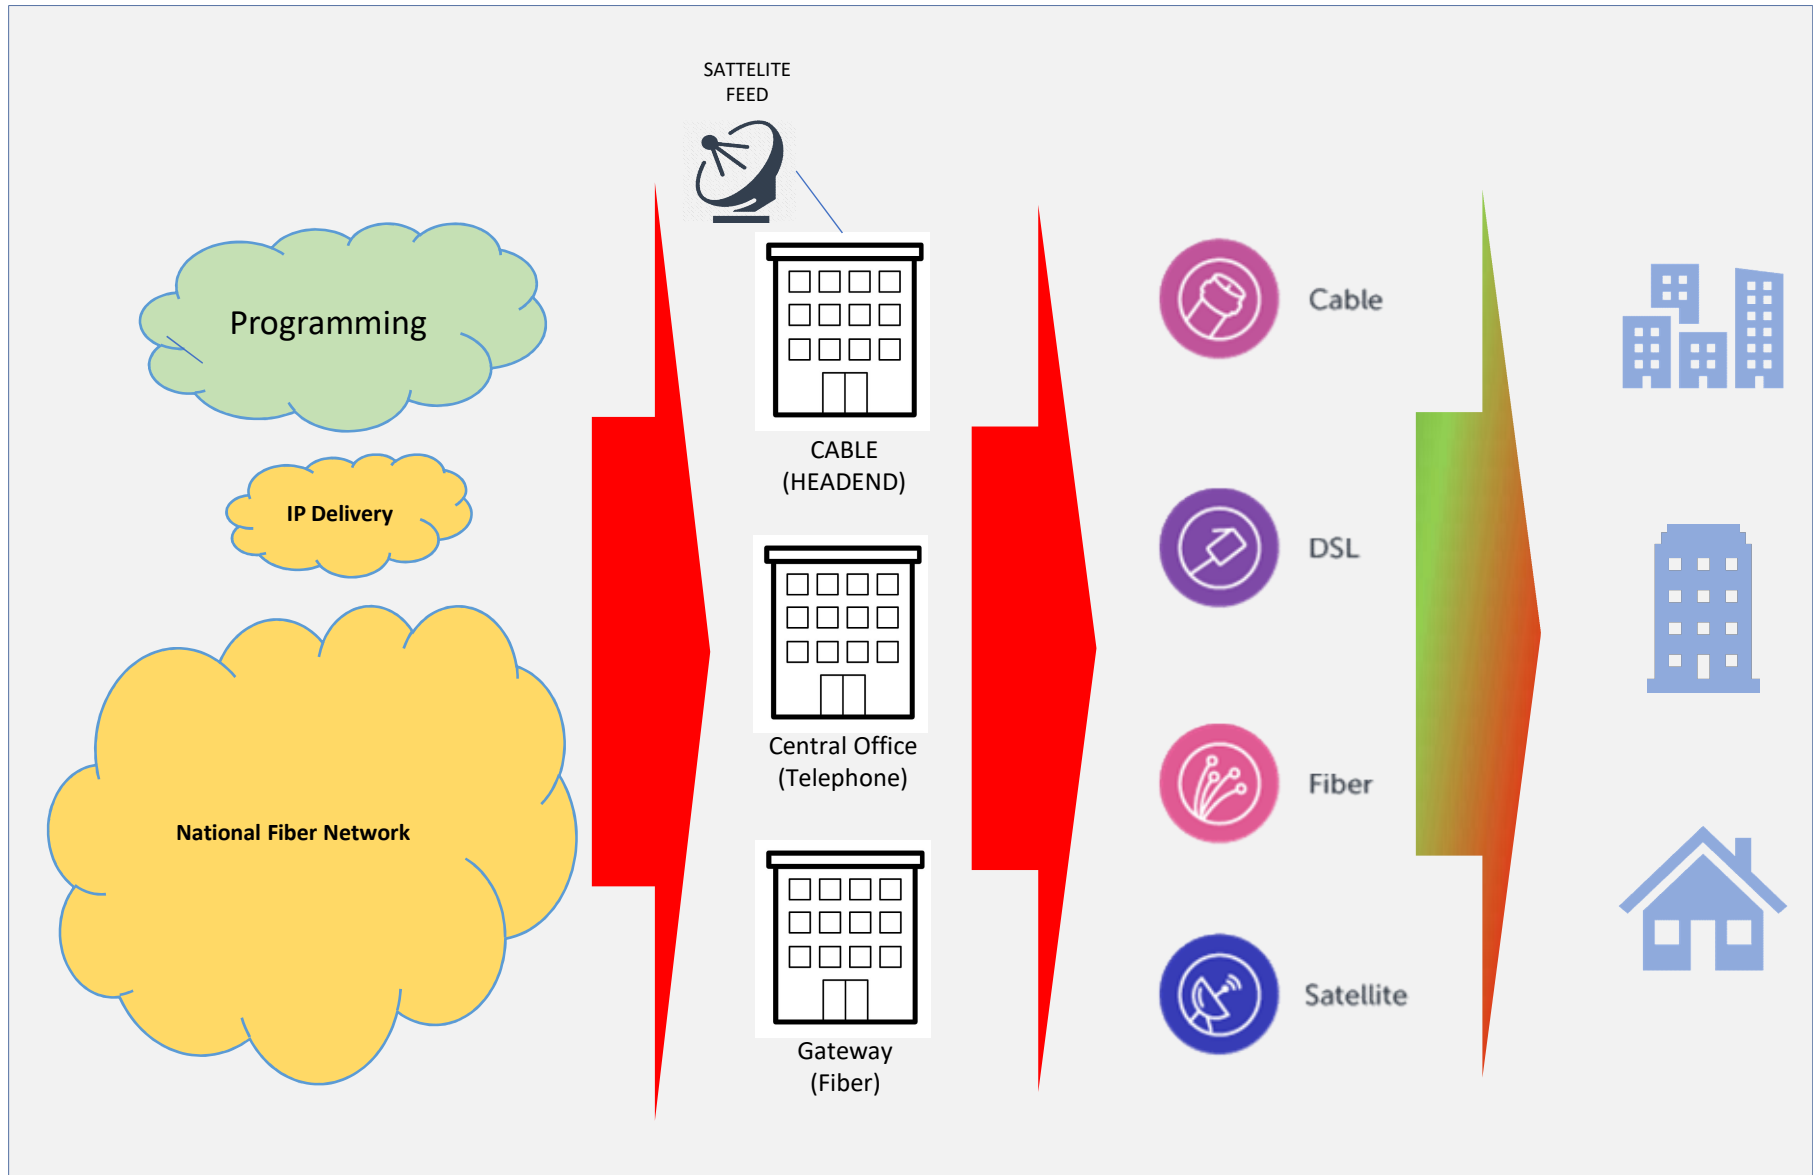 SATTELITE
FEED
Programming
IP Delivery
National Fiber Network
CABLE
(HEADEND)
Central Office
(Telephone)
Gateway
(Fiber)
Cable
DSL
Fiber
Satellite